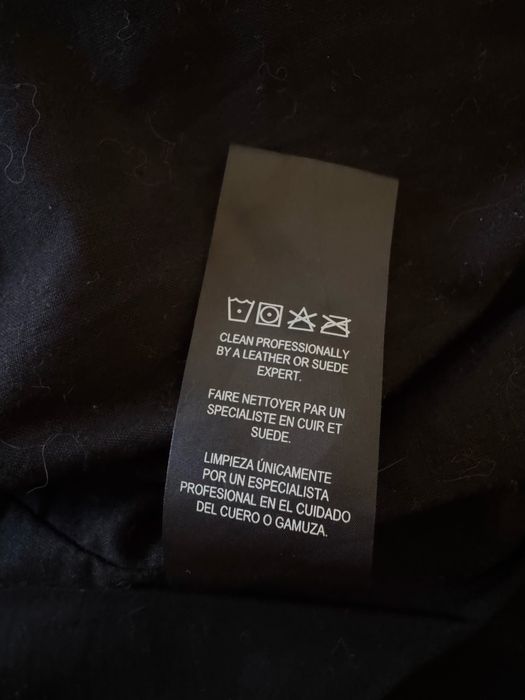 CLEAN PROFESSIONALLY
BY A LEATHER OR SUEDE
EXPERT.
FAIRE NETTOYER PAR UN
SPECIALISTE EN CUIR ET
SUEDE.
LIMPIEZA ÚNICAMENTE
POR UN ESPECIALISTA
PROFESIONAL EN EL CUIDADO
DEL CUERO O GAMUZA.